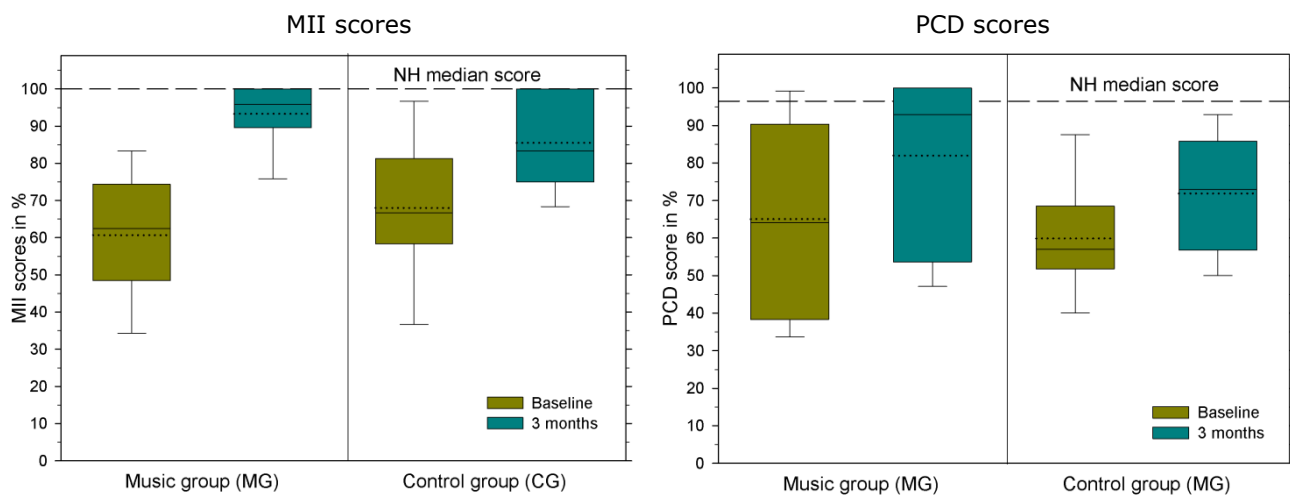 MII scores
NH median score
MII scores in %
100
90
80
70
60
50
40
30
20
10
0
Baseline
3 months
Music group (MG)
Control group (CG)
PCD scores
NH median score
PCD score in %
100
90
80
70
60
50
40
30
20
10
0
Baseline
3 months
Music group (MG)
Control group (MG)